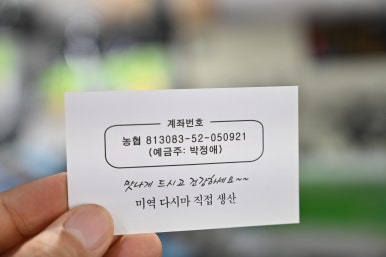 계좌번호
농협 813083-52-050921
(예금주: 박정애)
맛나게 드시고 건강하세요~~
미역 다시마 직접 생산